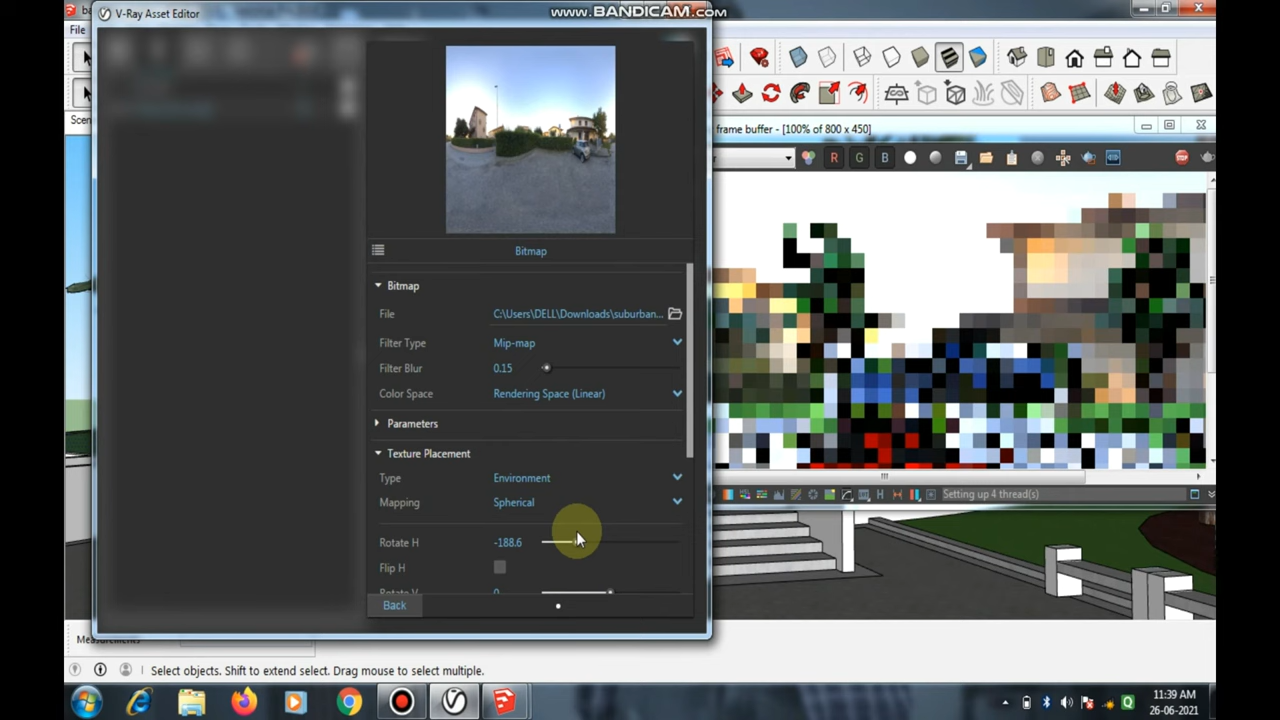 V-Ray Asset Editor
www.BANDICAM.com
File
Scen
frame buffer - [100% of 800 x 450]
R
G
B
STOP
Bitmap
Bitmap
File C:\Users\DELL\Downloads\suburban...
Filter Type Mip-map
Filter Blur 0.15
Color Space Rendering Space (Linear)
Parameters
Texture Placement
Type Environment
Mapping Spherical
H
Setting up 4 thread(s)
Rotate H -188.6
Flip H
Rotate V 0
Back
Select objects. Shift to extend select. Drag mouse to select multiple.
11:39 AM
26-06-2021